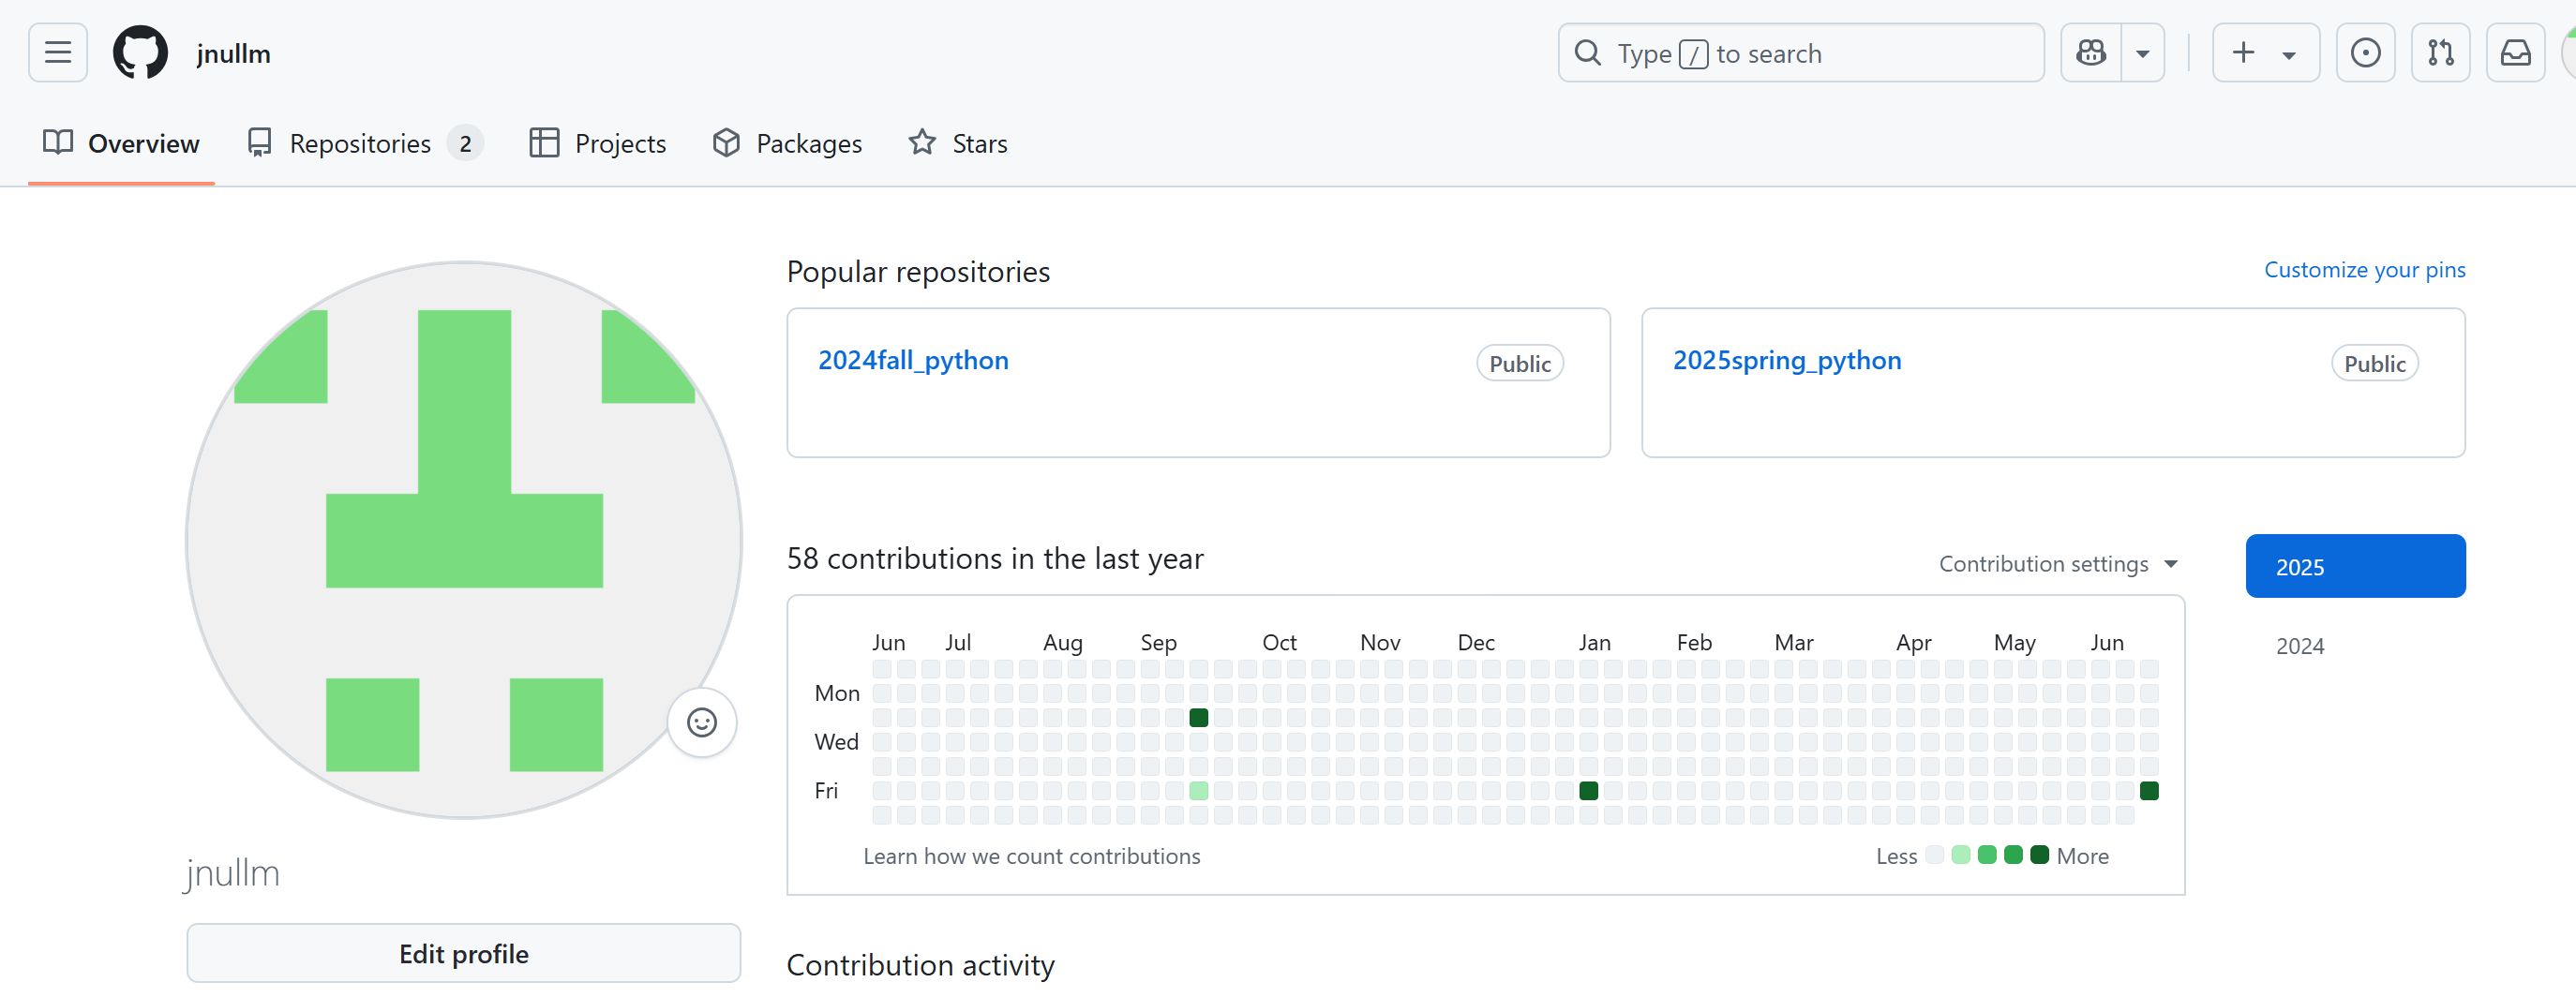 jnullm
Type / to search
Overview Repositories 2 Projects Packages Stars
Popular repositories Customize your pins
2024fall_python Public 2025spring_python Public
58 contributions in the last year Contribution settings 2025
2024
Jun Jul Aug Sep Oct Nov Dec Jan Feb Mar Apr May Jun
Mon
Wed
Fri
Learn how we count contributions Less More
jnullm
Edit profile
Contribution activity